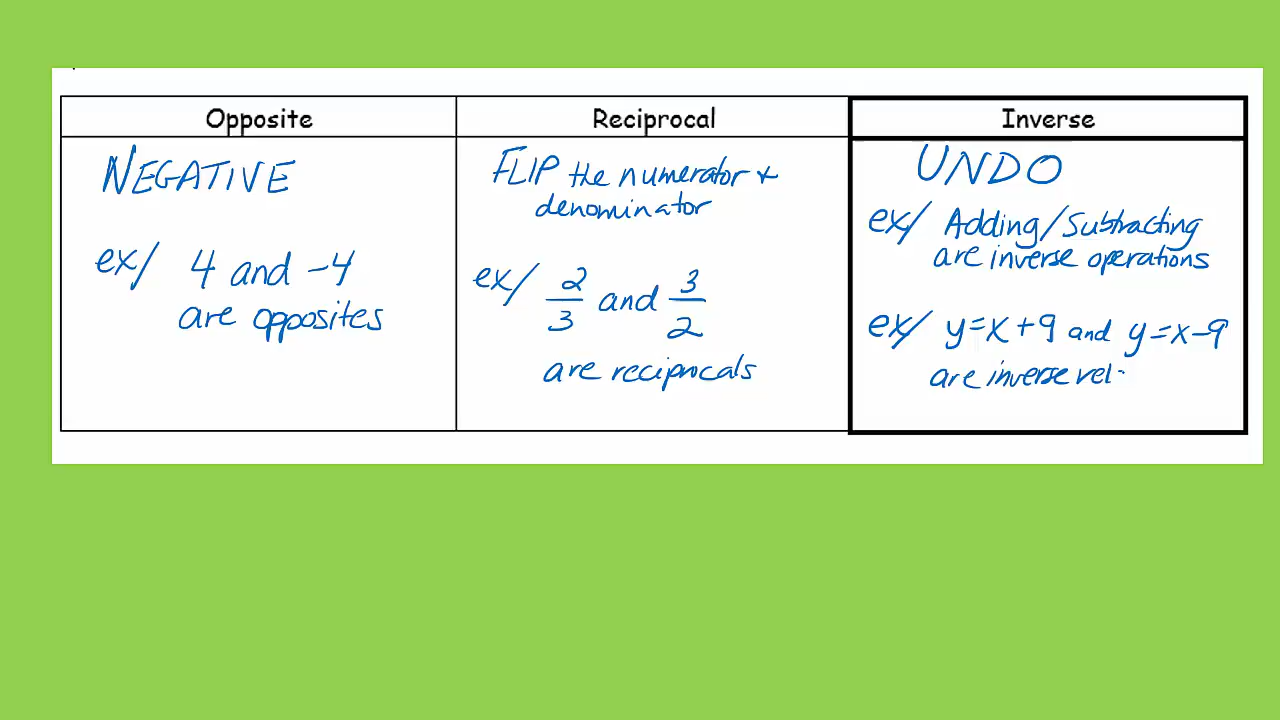 Opposite
NEGATIVE
ex/ 4 and -4
are opposites
Reciprocal
FLIP the numerator +
denominator
ex/ 2/3 and 3/2
are reciprocals
Inverse
UNDO
ex/ Adding/Subtracting
are inverse operations
ex/ y=x+9 and y=x-9
are inverse rel